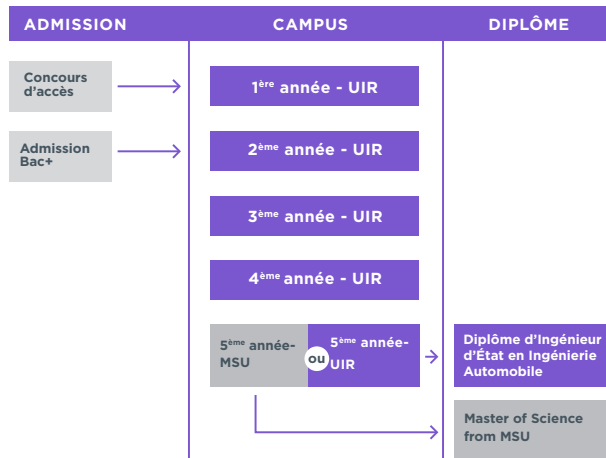 ADMISSION
CAMPUS
DIPLÔME
Concours
d'accès
1ère année - UIR
Admission
Bac+
2ème année - UIR
3ème année - UIR
4ème année - UIR
5ème année-
MSU
ou
5ème année-
UIR
Diplôme d'Ingénieur
d'État en Ingénierie
Automobile
Master of Science
from MSU